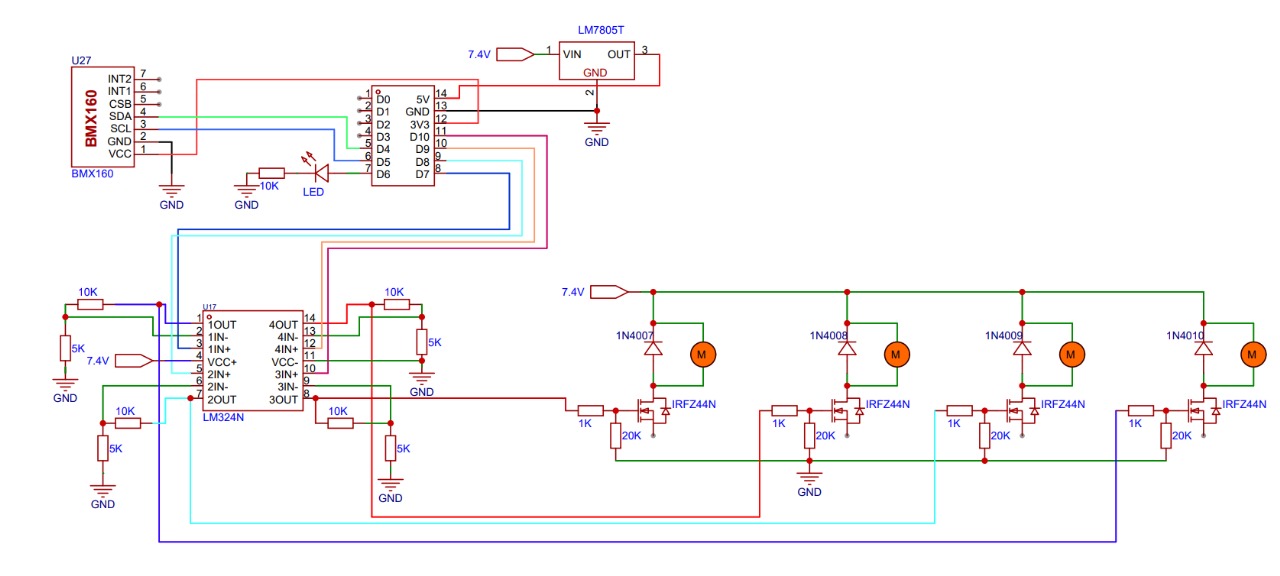 LM7805T
7.4V
1
VIN
OUT
3
GND
2
GND
U27
BMX160
INT2
7
INT1
6
CSB
5
SDA
4
SCL
3
GND
2
VCC
1
BMX160
GND
1
D0
2
D1
3
D2
4
D3
5
D4
6
D5
7
D6
5V
14
GND
13
3V3
12
D10
11
D9
10
D8
9
D7
8
10K
GND
LED
10K
5K
GND
7.4V
10K
5K
GND
U17
1
1OUT
2
1IN-
3
1IN+
4
VCC+
5
2IN+
6
2IN-
7
2OUT
4OUT
14
4IN-
13
4IN+
12
VCC-
11
3IN+
10
3IN-
9
3OUT
8
LM324N
10K
5K
GND
10K
5K
GND
7.4V
1N4007
M
IRFZ44N
1K
20K
1N4008
M
IRFZ44N
1K
20K
GND
1N4009
M
IRFZ44N
1K
20K
1N4010
M
IRFZ44N
1K
20K